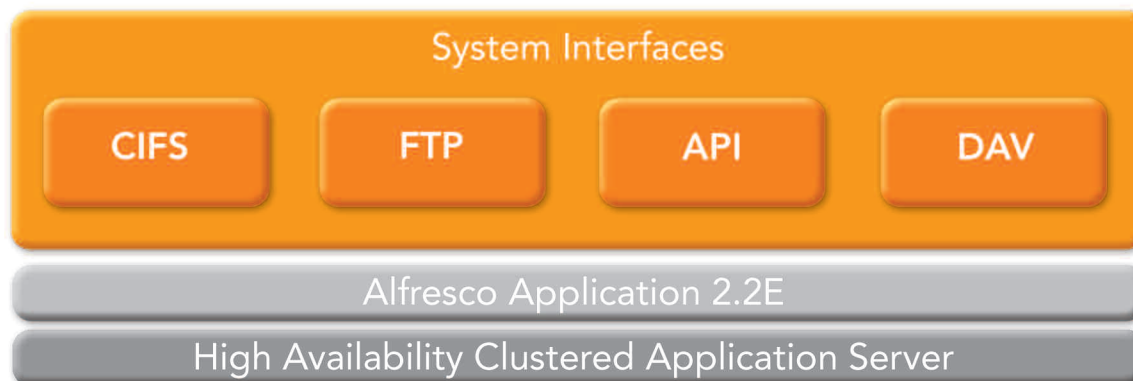 System Interfaces
CIFS FTP API DAV
Alfresco Application 2.2E
High Availability Clustered Application Server